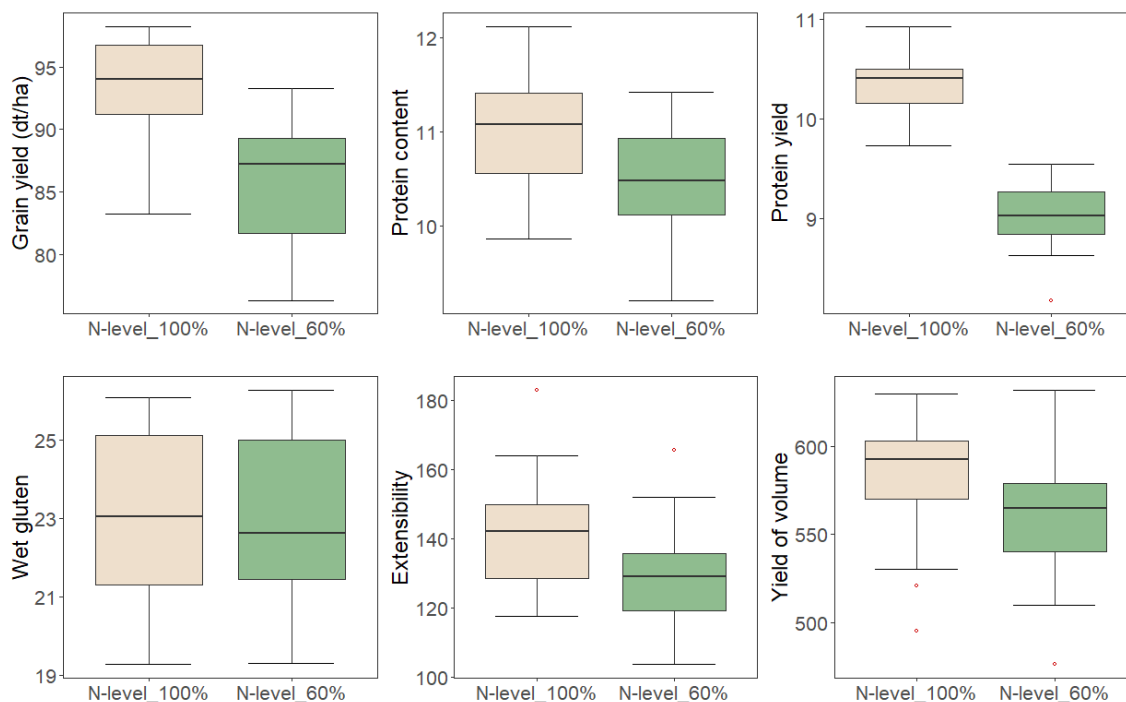 Grain yield (dt/ha)
95
90
85
80
N-level_100%
N-level_60%
Protein content
12
11
10
N-level_100%
N-level_60%
Protein yield
11
10
9
N-level_100%
N-level_60%
Wet gluten
25
23
21
19
N-level_100%
N-level_60%
Extensibility
180
160
140
120
100
N-level_100%
N-level_60%
Yield of volume
600
550
500
N-level_100%
N-level_60%